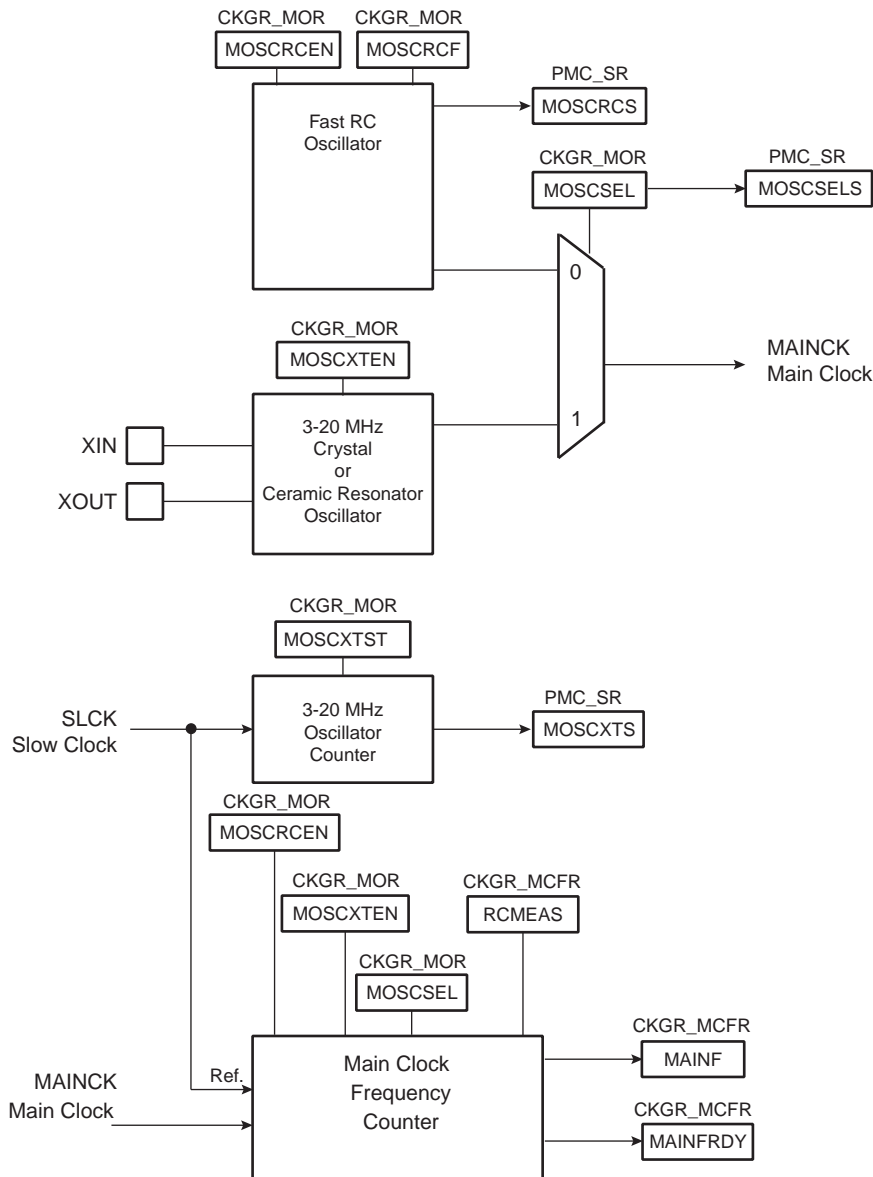 CKGR_MOR
CKGR_MOR
MOSCRCEN
MOSCRCF
PMC_SR
MOSCRCS
Fast RC
Oscillator
CKGR_MOR
MOSCSEL
PMC_SR
MOSCSELS
0
CKGR_MOR
MOSCXTEN
MAINCK
Main Clock
1
3-20 MHz
Crystal
or
Ceramic Resonator
Oscillator
XIN
XOUT
CKGR_MOR
MOSCXTST
3-20 MHz
Oscillator
Counter
SLCK
Slow Clock
PMC_SR
MOSCXTS
CKGR_MOR
MOSCRCEN
CKGR_MOR
MOSCXTEN
CKGR_MCFR
RCMEAS
CKGR_MOR
MOSCSEL
Main Clock
Frequency
Counter
Ref.
MAINCK
Main Clock
CKGR_MCFR
MAINF
CKGR_MCFR
MAINFRDY